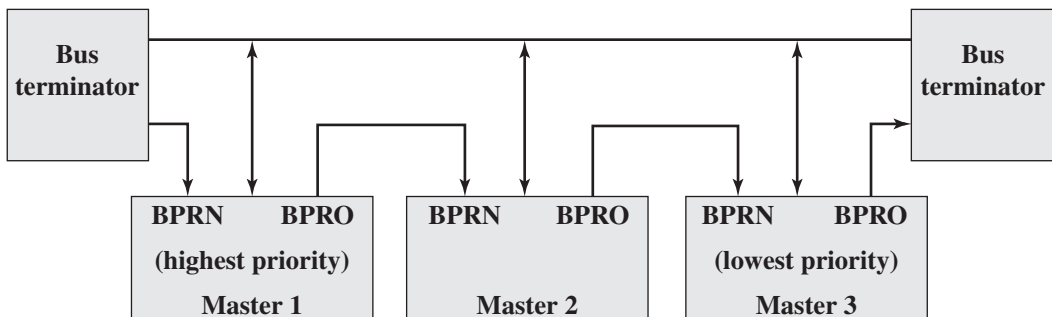 Bus
terminator
Bus
terminator
BPRN BPRO
(highest priority)
Master 1
BPRN BPRO
Master 2
BPRN BPRO
(lowest priority)
Master 3